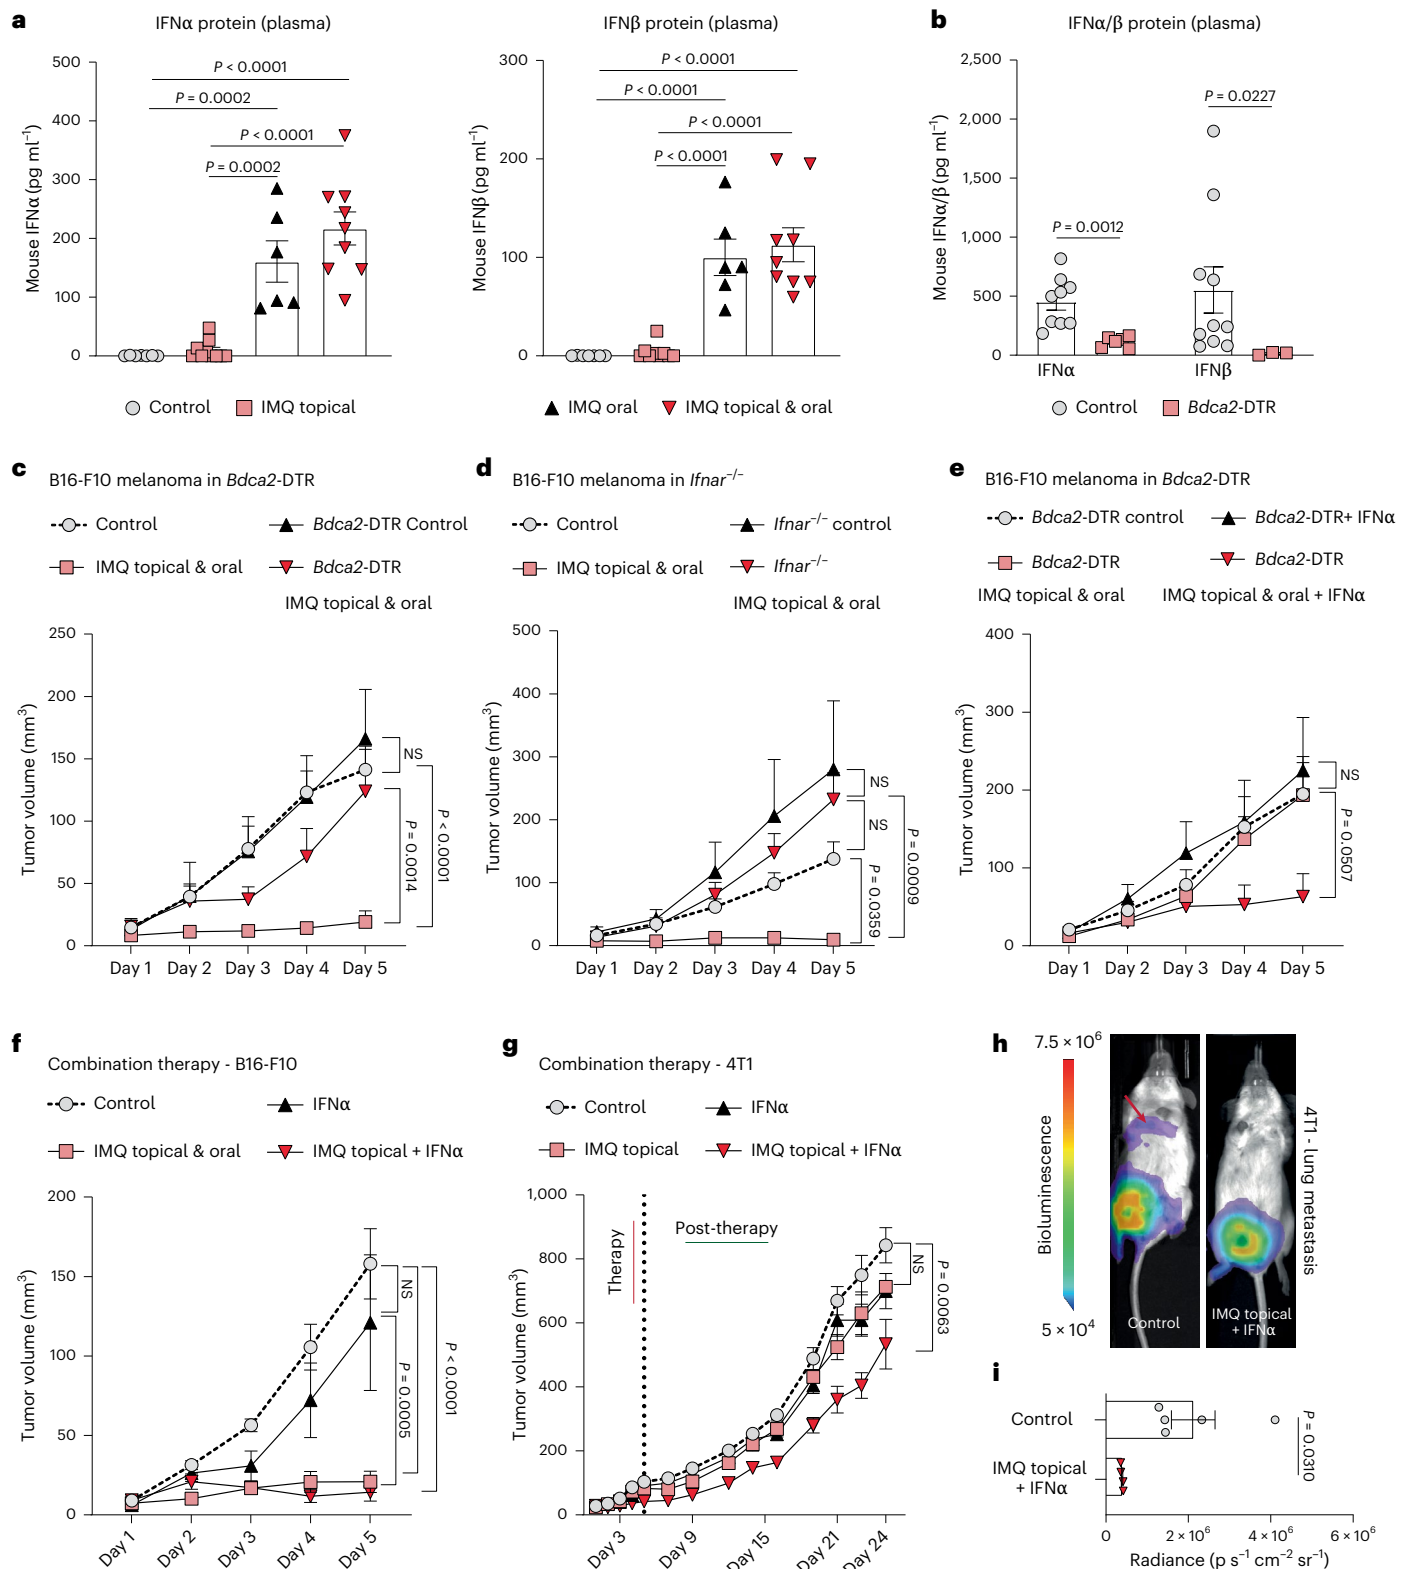 a
IFNα protein (plasma)
Mouse IFNα (pg ml⁻¹)
500
400
300
200
100
0
P < 0.0001
P = 0.0002
P < 0.0001
P = 0.0002
IFNβ protein (plasma)
Mouse IFNβ (pg ml⁻¹)
300
200
100
0
P < 0.0001
P < 0.0001
P < 0.0001
P < 0.0001
Control
IMQ topical
IMQ oral
IMQ topical & oral
b
IFNα/β protein (plasma)
Mouse IFNα/β (pg ml⁻¹)
2,500
2,000
1,500
1,000
500
0
P = 0.0227
P = 0.0012
IFNα
IFNβ
Control
Bdca2-DTR
c
B16-F10 melanoma in Bdca2-DTR
Control
Bdca2-DTR Control
IMQ topical & oral
Bdca2-DTR
IMQ topical & oral
Tumor volume (mm³)
250
200
150
100
50
0
NS
P = 0.0014
P < 0.0001
Day 1
Day 2
Day 3
Day 4
Day 5
d
B16-F10 melanoma in Ifnar⁻/⁻
Control
Ifnar⁻/⁻ control
IMQ topical & oral
Ifnar⁻/⁻
IMQ topical & oral
Tumor volume (mm³)
500
400
300
200
100
0
NS
NS
P = 0.0359
P = 0.0009
Day 1
Day 2
Day 3
Day 4
Day 5
e
B16-F10 melanoma in Bdca2-DTR
Bdca2-DTR control
Bdca2-DTR+ IFNα
Bdca2-DTR
Bdca2-DTR
IMQ topical & oral
IMQ topical & oral + IFNα
Tumor volume (mm³)
400
300
200
100
0
NS
P = 0.0507
Day 1
Day 2
Day 3
Day 4
Day 5
f
Combination therapy - B16-F10
Control
IFNα
IMQ topical & oral
IMQ topical + IFNα
Tumor volume (mm³)
200
150
100
50
0
NS
P = 0.0005
P < 0.0001
Day 1
Day 2
Day 3
Day 4
Day 5
g
Combination therapy - 4T1
Control
IFNα
IMQ topical
IMQ topical + IFNα
Tumor volume (mm³)
1,000
800
600
400
200
0
Therapy
Post-therapy
NS
P = 0.0063
Day 3
Day 9
Day 15
Day 21
Day 24
h
7.5 × 10⁶
Bioluminescence
5 × 10⁴
Control
IMQ topical
+ IFNα
4T1 - lung metastasis
i
Control
IMQ topical
+ IFNα
P = 0.0310
0
2 × 10⁶
4 × 10⁶
6 × 10⁶
Radiance (p s⁻¹ cm⁻² sr⁻¹)